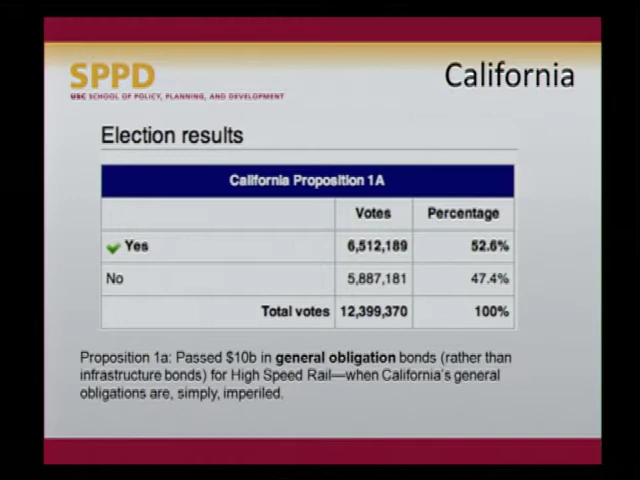 SPPD
USC SCHOOL OF POLICY, PLANNING, AND DEVELOPMENT
California
Election results
California Proposition 1A
Votes Percentage
Yes 6,512,189 52.6%
No 5,887,181 47.4%
Total votes 12,399,370 100%
Proposition 1a: Passed $10b in general obligation bonds (rather than
infrastructure bonds) for High Speed Rail—when California's general
obligations are, simply, imperiled.